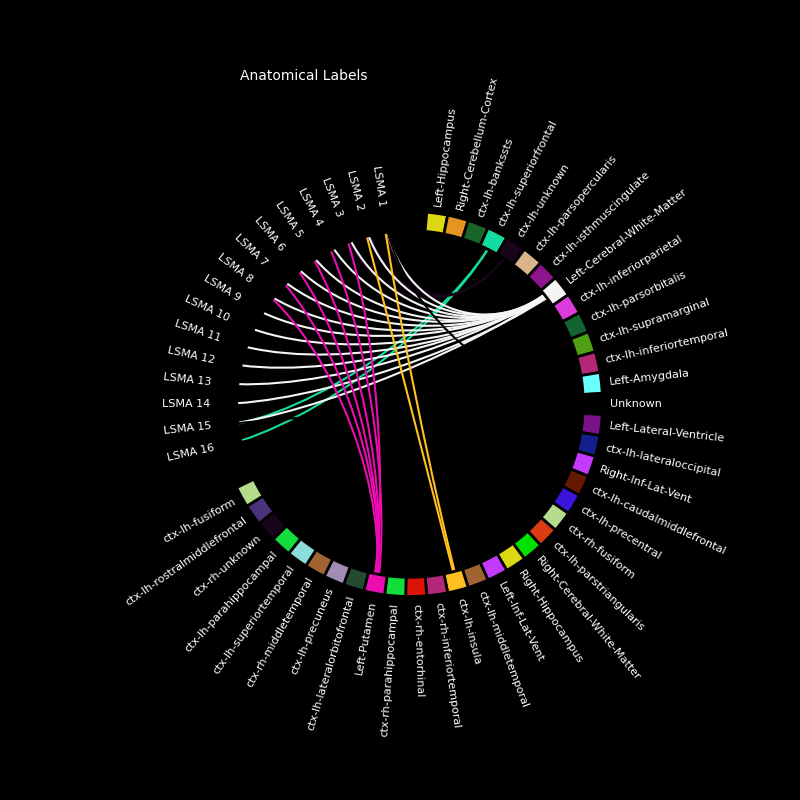 Anatomical Labels
LSMA 1
LSMA 2
LSMA 3
LSMA 4
LSMA 5
LSMA 6
LSMA 7
LSMA 8
LSMA 9
LSMA 10
LSMA 11
LSMA 12
LSMA 13
LSMA 14
LSMA 15
LSMA 16
ctx-lh-fusiform
ctx-lh-rostralmiddlefrontal
ctx-rh-unknown
ctx-lh-parahippocampal
ctx-lh-superiortemporal
ctx-rh-middletemporal
ctx-lh-precuneus
ctx-lh-lateralorbitofrontal
Left-Putamen
ctx-rh-parahippocampal
ctx-rh-entorhinal
ctx-rh-inferiortemporal
ctx-lh-insula
ctx-lh-middletemporal
Left-Inf-Lat-Vent
Right-Hippocampus
Right-Cerebral-White-Matter
ctx-lh-parstriangularis
ctx-rh-fusiform
ctx-lh-precentral
ctx-lh-caudalmiddlefrontal
Right-Inf-Lat-Vent
ctx-lh-lateraloccipital
Left-Lateral-Ventricle
Unknown
Left-Amygdala
ctx-lh-inferiortemporal
ctx-lh-supramarginal
ctx-lh-parsorbitalis
ctx-lh-inferiorparietal
Left-Cerebral-White-Matter
ctx-lh-isthmuscingulate
ctx-lh-parsopercularis
ctx-lh-unknown
ctx-lh-superiorfrontal
ctx-lh-bankssts
Right-Cerebellum-Cortex
Left-Hippocampus